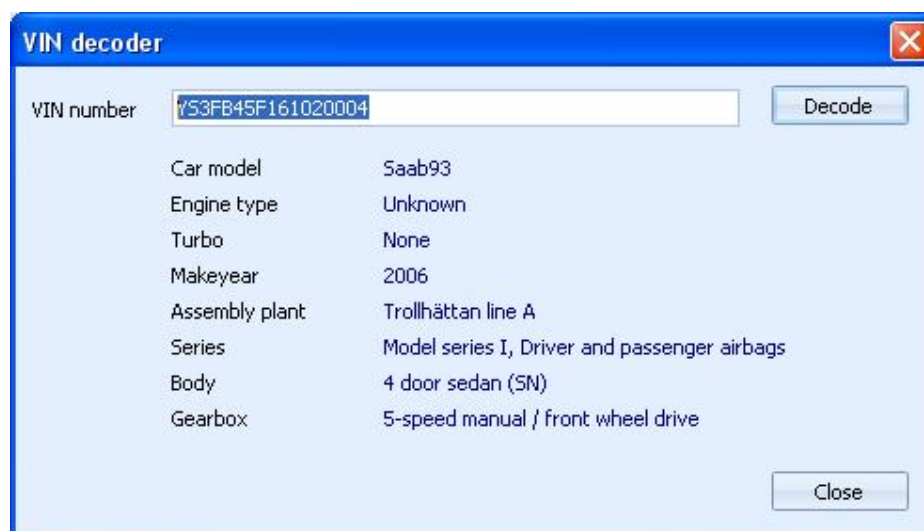 VIN decoder
VIN number YS3FB45F161020004 Decode
Car model Saab93
Engine type Unknown
Turbo None
Makeyear 2006
Assembly plant Trollhättan line A
Series Model series I, Driver and passenger airbags
Body 4 door sedan (SN)
Gearbox 5-speed manual / front wheel drive
Close